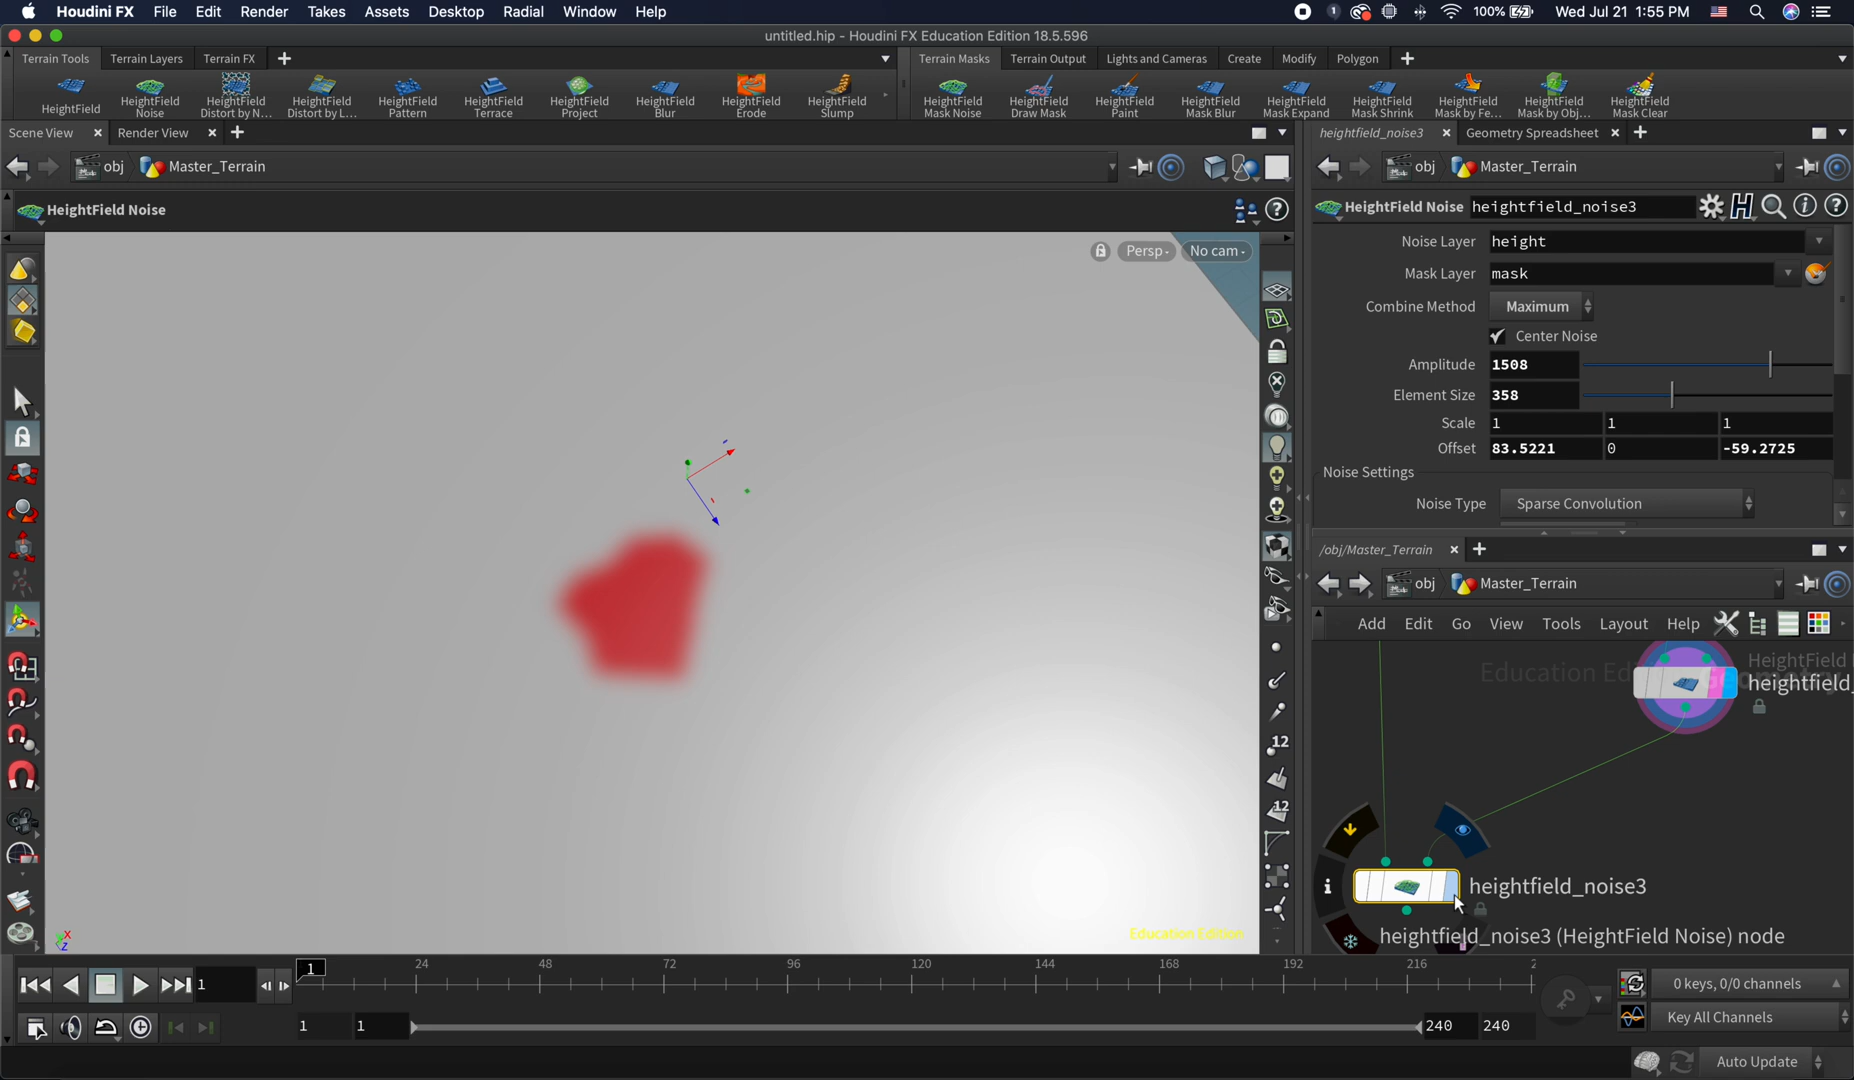 Houdini FX File Edit Render Takes Assets Desktop Radial Window Help 1 100% Wed Jul 21 1:55 PM
untitled.hip - Houdini FX Education Edition 18.5.596
Terrain Tools Terrain Layers Terrain FX Terrain Masks Terrain Output Lights and Cameras Create Modify Polygon
HeightField HeightField Noise HeightField Distort by N... HeightField Distort by L... HeightField Pattern HeightField Terrace HeightField Project HeightField Blur HeightField Erode HeightField Slump HeightField Mask Noise HeightField Draw Mask HeightField Paint HeightField Mask Blur HeightField Mask Expand HeightField Mask Shrink HeightField Mask by Fe... HeightField Mask by Obj... HeightField Mask Clear
Scene View Render View heightfield_noise3 Geometry Spreadsheet
obj Master_Terrain obj Master_Terrain
HeightField Noise
HeightField Noise heightfield_noise3
Persp No cam
Noise Layer height
Mask Layer mask
Combine Method Maximum
Center Noise
Amplitude 1508
Element Size 358
Scale 1 1 1
Offset 83.5221 0 -59.2725
Noise Settings
Noise Type Sparse Convolution
/obj/Master_Terrain
obj Master_Terrain
Add Edit Go View Tools Layout Help
Education Ed
HeightField
heightfield_
12
12
heightfield_noise3
heightfield_noise3 (HeightField Noise) node
Education Edition
X
Z
1 1 24 48 72 96 120 144 168 192 216 2
0 keys, 0/0 channels
1 1 240 240
Key All Channels
Auto Update